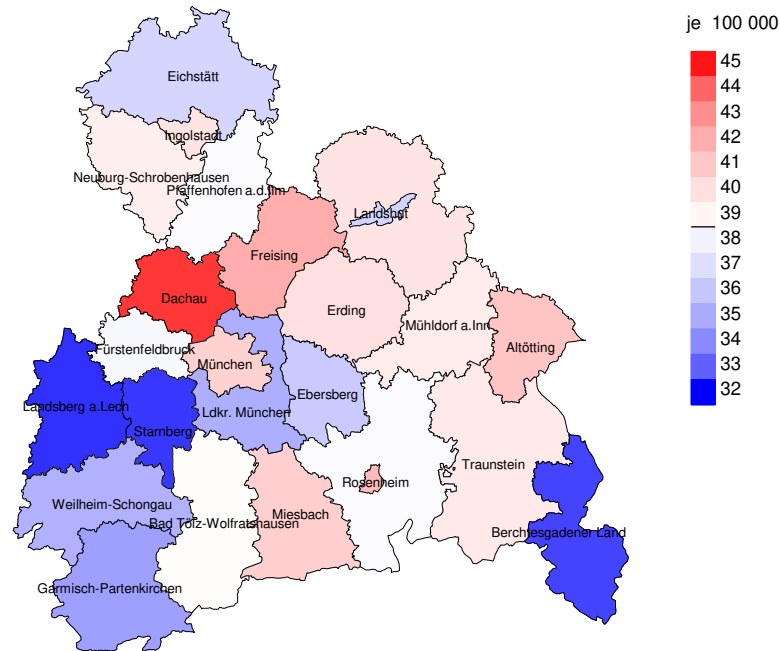 je 100 000
45
44
43
42
41
40
39
38
37
36
35
34
33
32
Eichstätt
Ingolstadt
Neuburg-Schrobenhausen
Pfaffenhofen a.d.Ilm
Landshut
Freising
Dachau
Erding
Mühldorf a.Inn
Altötting
Fürstenfeldbruck
München
Ebersberg
Landsberg a.Lech
Ldkr. München
Starnberg
Traunstein
Rosenheim
Weilheim-Schongau
Miesbach
Bad Tölz-Wolfratshausen
Berchtesgadener Land
Garmisch-Partenkirchen